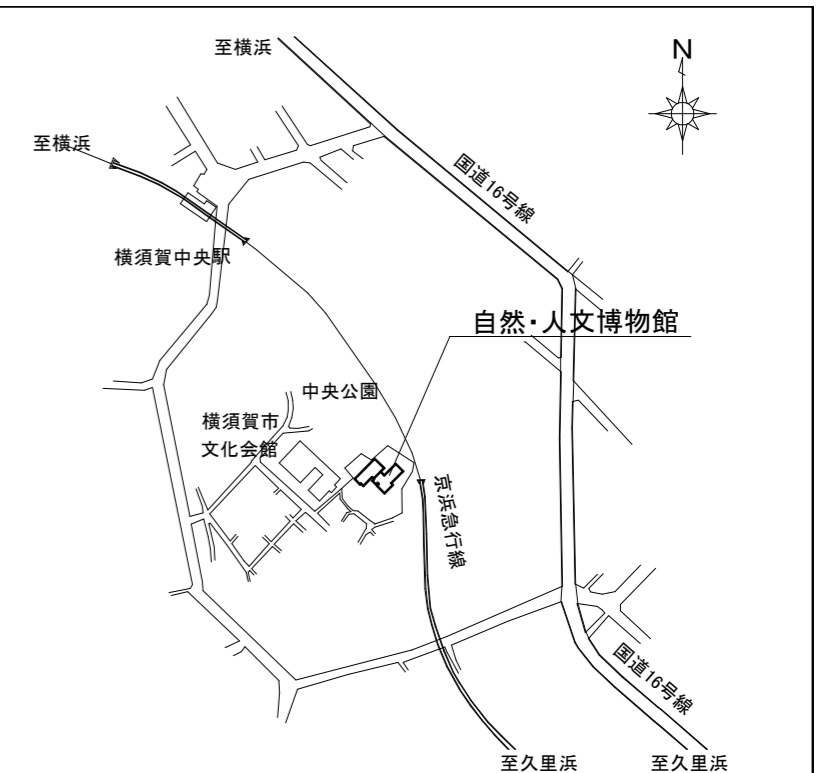 至横浜
N
至横浜
国道16号線
横須賀中央駅
自然・人文博物館
中央公園
横須賀市
文化会館
京浜急行線
国道16号線
至久里浜
至久里浜